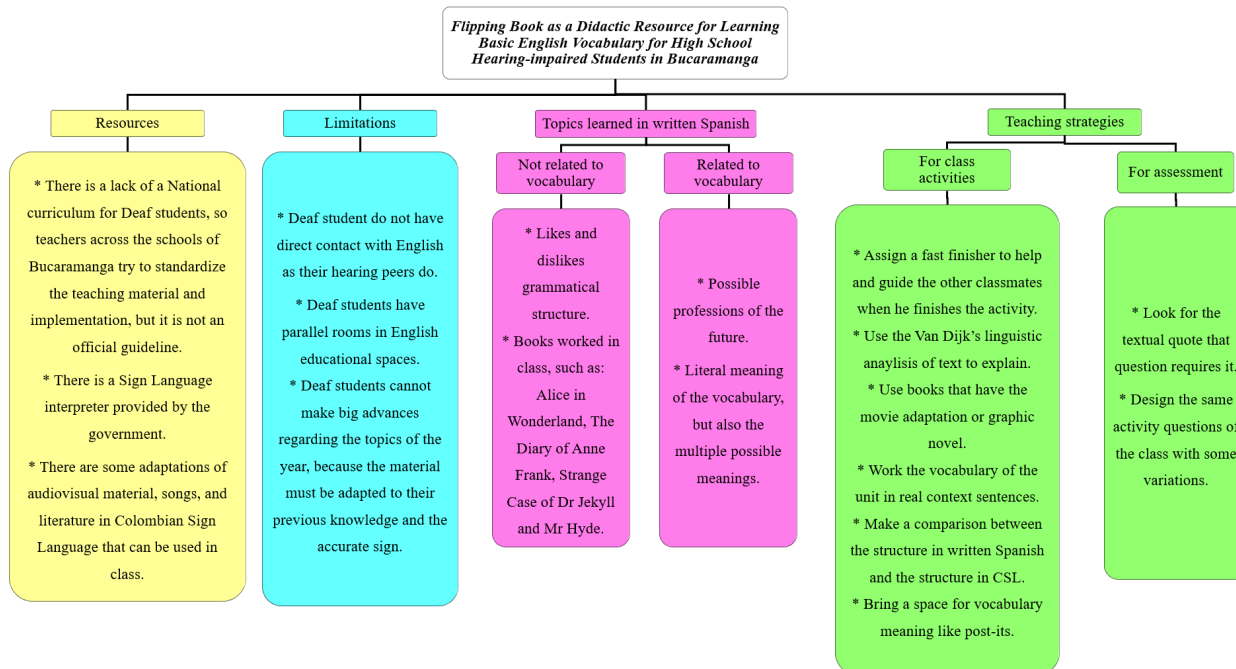 Flipping Book as a Didactic Resource for Learning
Basic English Vocabulary for High School
Hearing-impaired Students in Bucaramanga
Resources
* There is a lack of a National
curriculum for Deaf students, so
teachers across the schools of
Bucaramanga try to standardize
the teaching material and
implementation, but it is not an
official guideline.
* There is a Sign Language
interpreter provided by the
government.
* There are some adaptations of
audiovisual material, songs, and
literature in Colombian Sign
Language that can be used in
class.
Limitations
* Deaf student do not have
direct contact with English
as their hearing peers do.
* Deaf students have
parallel rooms in English
educational spaces.
* Deaf students cannot
make big advances
regarding the topics of the
year, because the material
must be adapted to their
previous knowledge and the
accurate sign.
Topics learned in written Spanish
Not related to
vocabulary
* Likes and
dislikes
grammatical
structure.
* Books worked in
class, such as:
Alice in
Wonderland, The
Diary of Anne
Frank, Strange
Case of Dr Jekyll
and Mr Hyde.
Related to
vocabulary
* Possible
professions of the
future.
* Literal meaning
of the vocabulary,
but also the
multiple possible
meanings.
Teaching strategies
For class
activities
* Assign a fast finisher to help
and guide the other classmates
when he finishes the activity.
* Use the Van Dijk’s linguistic
anaylisis of text to explain.
* Use books that have the
movie adaptation or graphic
novel.
* Work the vocabulary of the
unit in real context sentences.
* Make a comparison between
the structure in written Spanish
and the structure in CSL.
* Bring a space for vocabulary
meaning like post-its.
For assessment
* Look for the
textual quote that
question requires it.
* Design the same
activity questions of
the class with some
variations.